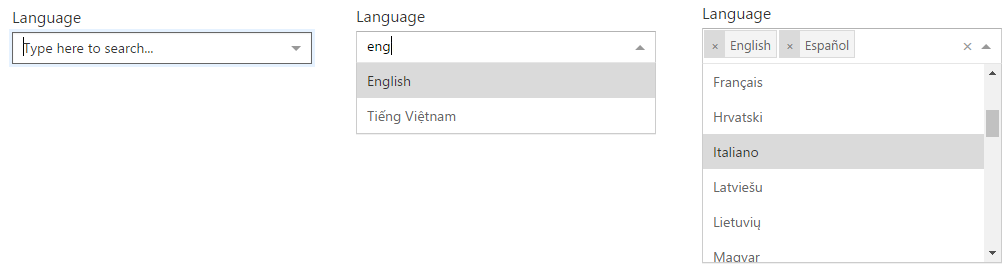 Language
Type here to search...
Language
eng
English
Tiếng Việtnam
Language
× English × Español ×
Français
Hrvatski
Italiano
Latviešu
Lietuvių
Magyar